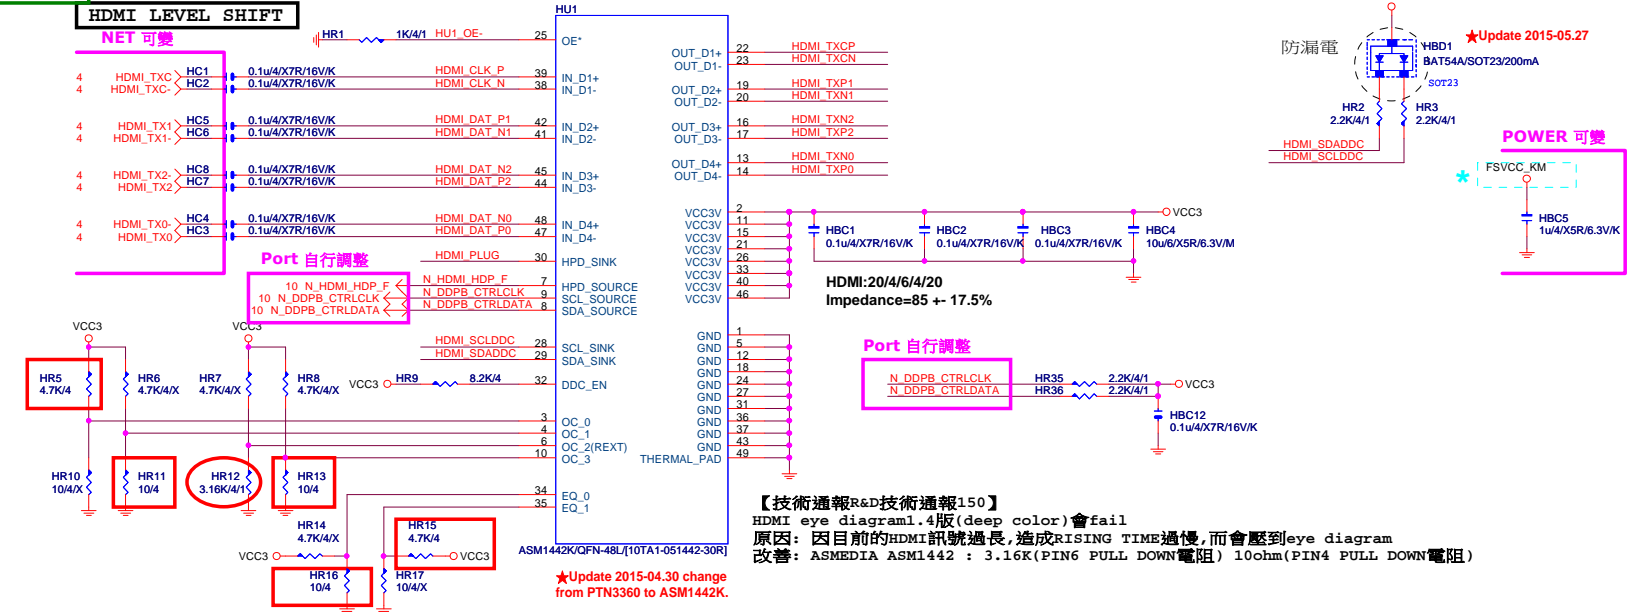 HDMI LEVEL SHIFT
NET 可變
4 HDMI_TXC HC1 0.1u/4/X7R/16V/K HDMI_CLK_P 39 IN_D1+
4 HDMI_TXC- HC2 0.1u/4/X7R/16V/K HDMI_CLK_N 38 IN_D1-
4 HDMI_TX1 HC5 0.1u/4/X7R/16V/K HDMI_DAT_P1 42 IN_D2+
4 HDMI_TX1- HC6 0.1u/4/X7R/16V/K HDMI_DAT_N1 41 IN_D2-
4 HDMI_TX2- HC8 0.1u/4/X7R/16V/K HDMI_DAT_N2 45 IN_D3+
4 HDMI_TX2 HC7 0.1u/4/X7R/16V/K HDMI_DAT_P2 44 IN_D3-
4 HDMI_TX0- HC4 0.1u/4/X7R/16V/K HDMI_DAT_N0 48 IN_D4+
4 HDMI_TX0 HC3 0.1u/4/X7R/16V/K HDMI_DAT_P0 47 IN_D4-
HU1
HR1 1K/4/1 HU1_OE- 25 OE*
Port 自行調整
HDMI_PLUG 30 HPD_SINK
10 N_HDMI_HDP_F N_HDMI_HDP_F 7 HPD_SOURCE
10 N_DDPB_CTRLCLK N_DDPB_CTRLCLK 9 SCL_SOURCE
10 N_DDPB_CTRLDATA N_DDPB_CTRLDATA 8 SDA_SOURCE
HDMI_SCLDDC 28 SCL_SINK
HDMI_SDADDC 29 SDA_SINK
VCC3 HR9 8.2K/4 32 DDC_EN
VCC3
VCC3
HR5
4.7K/4
HR6
4.7K/4/X
HR7
4.7K/4/X
HR8
4.7K/4/X
3 OC_0
4 OC_1
6 OC_2(REXT)
10 OC_3
HR10
10/4/X
HR11
10/4
HR12
3.16K/4/1
HR13
10/4
34 EQ_0
35 EQ_1
HR14
4.7K/4/X
VCC3
HR15
4.7K/4
VCC3
HR16
10/4
HR17
10/4/X
ASM1442K/QFN-48L/[10TA1-051442-30R]
★Update 2015-04.30 change
from PTN3360 to ASM1442K.
OUT_D1+ 22 HDMI_TXCP
OUT_D1- 23 HDMI_TXCN
OUT_D2+ 19 HDMI_TXP1
OUT_D2- 20 HDMI_TXN1
OUT_D3+ 16 HDMI_TXN2
OUT_D3- 17 HDMI_TXP2
OUT_D4+ 13 HDMI_TXN0
OUT_D4- 14 HDMI_TXP0
VCC3V 2
VCC3V 11
VCC3V 15
VCC3V 21
VCC3V 26
VCC3V 33
VCC3V 40
VCC3V 46
VCC3
HBC1
0.1u/4/X7R/16V/K
HBC2
0.1u/4/X7R/16V/K
HBC3
0.1u/4/X7R/16V/K
HBC4
10u/6/X5R/6.3V/M
HDMI:20/4/6/4/20
Impedance=85 +- 17.5%
GND 1
GND 5
GND 12
GND 18
GND 24
GND 27
GND 31
GND 36
GND 37
GND 43
THERMAL_PAD 49
Port 自行調整
N_DDPB_CTRLCLK HR35 2.2K/4/1 VCC3
N_DDPB_CTRLDATA HR36 2.2K/4/1
HBC12
0.1u/4/X7R/16V/K
防漏電
HBD1
BAT54A/SOT23/200mA
SOT23
★Update 2015-05.27
HR2
2.2K/4/1
HR3
2.2K/4/1
HDMI_SDADDC
HDMI_SCLDDC
POWER 可變
* FSVCC_KM
HBC5
1u/4/X5R/6.3V/K
【技術通報R&D技術通報150】
HDMI eye diagram1.4版(deep color)會fail
原因: 因目前的HDMI訊號過長,造成RISING TIME過慢,而會壓到eye diagram
改善: ASMEDIA ASM1442 : 3.16K(PIN6 PULL DOWN電阻) 10ohm(PIN4 PULL DOWN電阻)